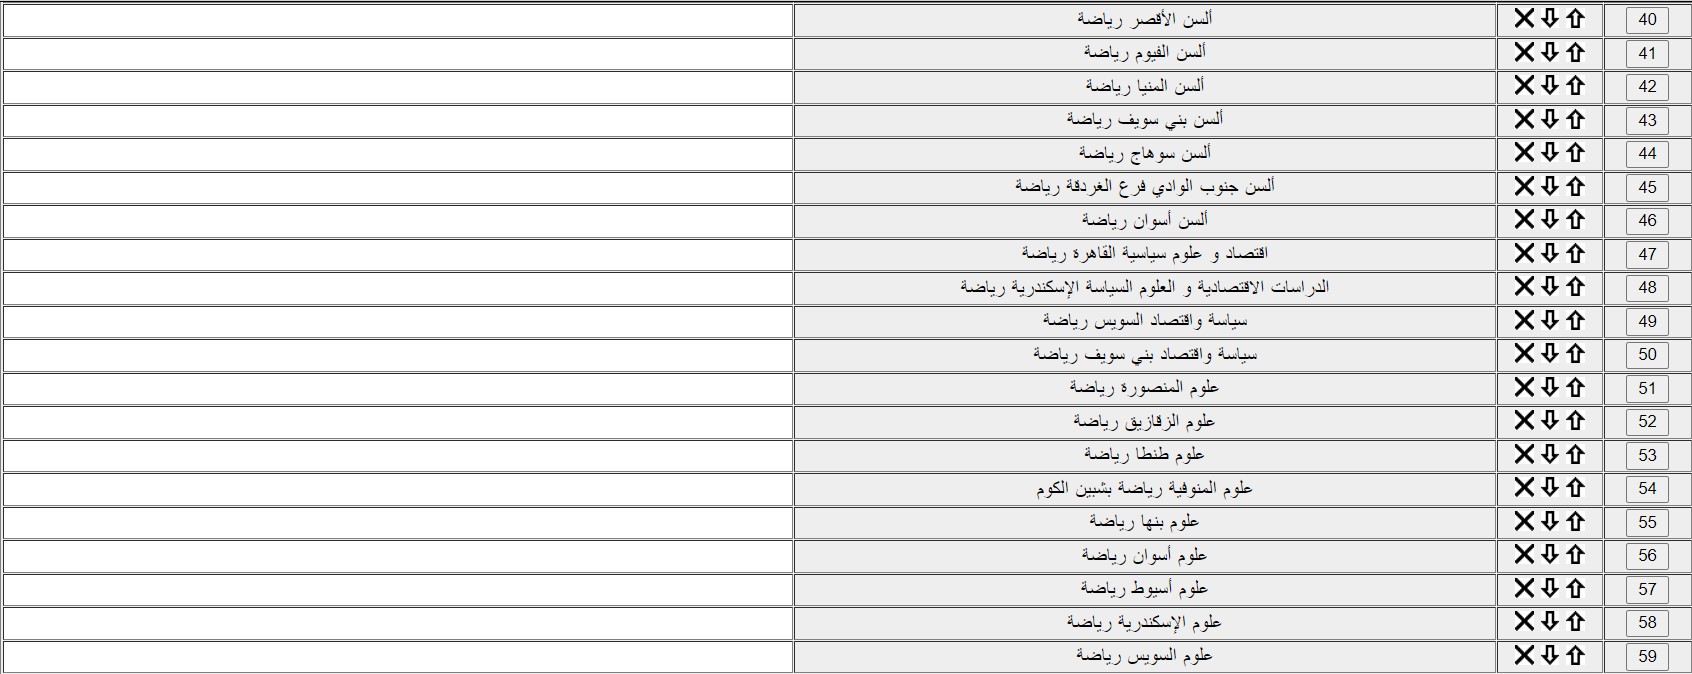 40 ألسن الأقصر رياضة
41 ألسن الفيوم رياضة
42 ألسن المنيا رياضة
43 ألسن بني سويف رياضة
44 ألسن سوهاج رياضة
45 ألسن جنوب الوادي فرع الغردقة رياضة
46 ألسن أسوان رياضة
47 اقتصاد و علوم سياسية القاهرة رياضة
48 الدراسات الاقتصادية و العلوم السياسة الإسكندرية رياضة
49 سياسة واقتصاد السويس رياضة
50 سياسة واقتصاد بني سويف رياضة
51 علوم المنصورة رياضة
52 علوم الزقازيق رياضة
53 علوم طنطا رياضة
54 علوم المنوفية رياضة بشبين الكوم
55 علوم بنها رياضة
56 علوم أسوان رياضة
57 علوم أسيوط رياضة
58 علوم الإسكندرية رياضة
59 علوم السويس رياضة